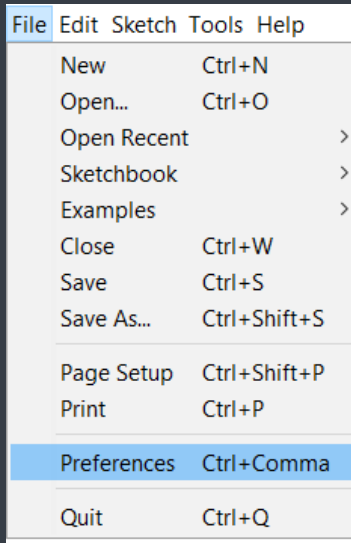 File Edit Sketch Tools Help
New Ctrl+N
Open... Ctrl+O
Open Recent
Sketchbook
Examples
Close Ctrl+W
Save Ctrl+S
Save As... Ctrl+Shift+S
Page Setup Ctrl+Shift+P
Print Ctrl+P
Preferences Ctrl+Comma
Quit Ctrl+Q